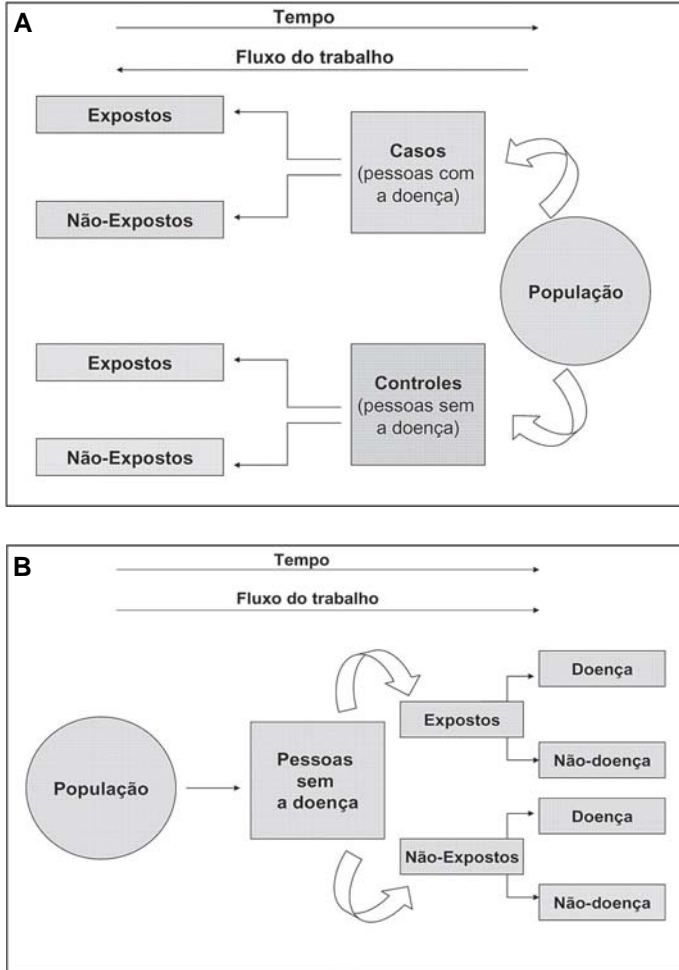 A
Tempo
Fluxo do trabalho
Expostos
Não-Expostos
Casos
(pessoas com
a doença)
População
Expostos
Não-Expostos
Controles
(pessoas sem
a doença)
B
Tempo
Fluxo do trabalho
População
Pessoas
sem
a doença
Expostos
Doença
Não-doença
Não-Expostos
Doença
Não-doença